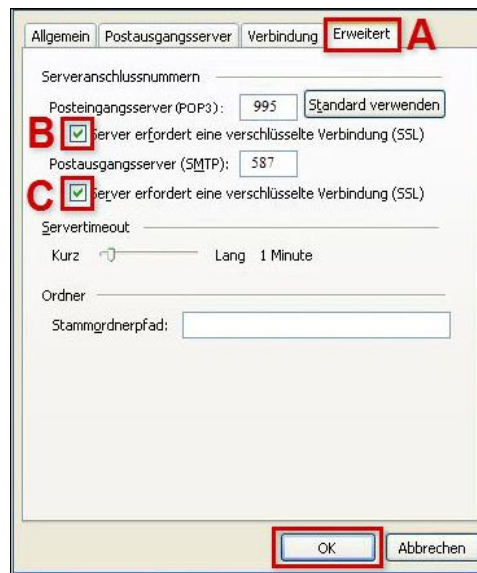 Allgemein Postausgangsserver Verbindung Erweitert A
Serveranschlussnummern
Posteingangsserver (POP3): 995 Standard verwenden
B Server erfordert eine verschlüsselte Verbindung (SSL)
Postausgangsserver (SMTP): 587
C Server erfordert eine verschlüsselte Verbindung (SSL)
Servertimeout
Kurz Lang 1 Minute
Ordner
Stammordnerpfad:
OK Abbrechen